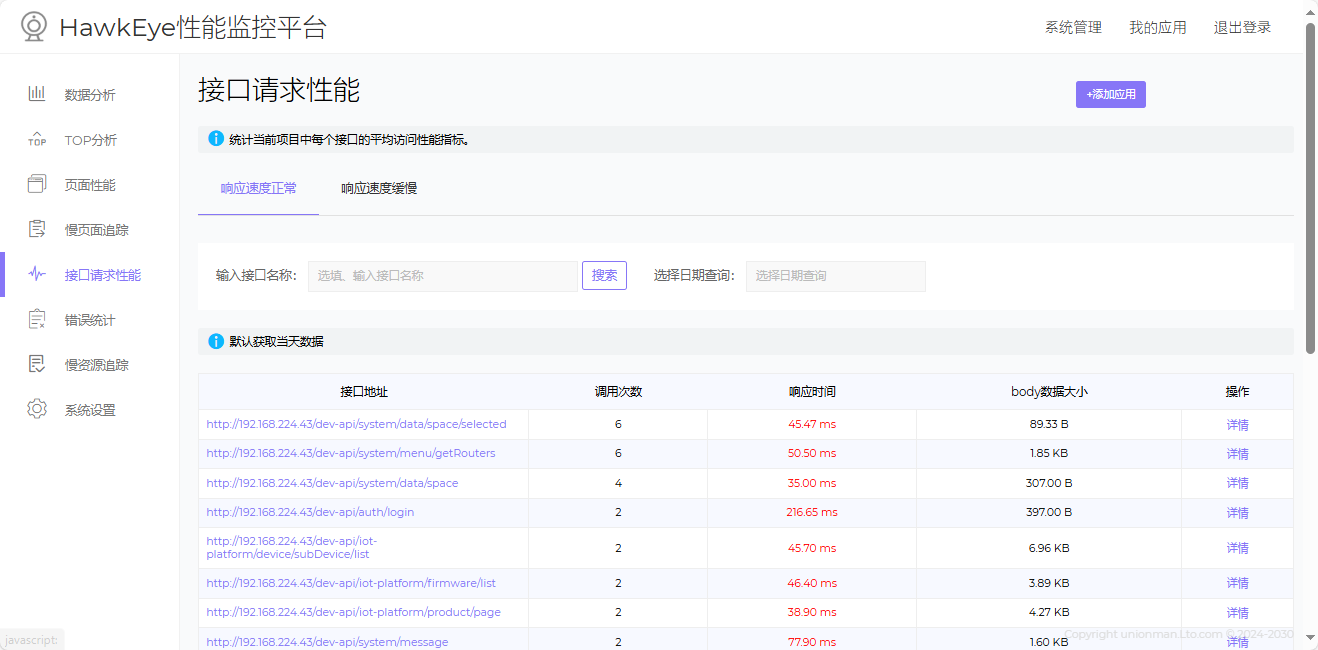 HawkEye性能监控平台
系统管理 我的应用 退出登录
数据分析
TOP分析
页面性能
慢页面追踪
接口请求性能
错误统计
慢资源追踪
系统设置
接口请求性能
+添加应用
统计当前项目中每个接口的平均访问性能指标。
响应速度正常 响应速度缓慢
输入接口名称: 选填、输入接口名称 搜索 选择日期查询: 选择日期查询
默认获取当天数据
接口地址 调用次数 响应时间 body数据大小 操作
http://192.168.224.43/dev-api/system/data/space/selected 6 45.47 ms 89.33 B 详情
http://192.168.224.43/dev-api/system/menu/getRouters 6 50.50 ms 1.85 KB 详情
http://192.168.224.43/dev-api/system/data/space 4 35.00 ms 307.00 B 详情
http://192.168.224.43/dev-api/auth/login 2 216.65 ms 397.00 B 详情
http://192.168.224.43/dev-api/iot-
platform/device/subDevice/list 2 45.70 ms 6.96 KB 详情
http://192.168.224.43/dev-api/iot-platform/firmware/list 2 46.40 ms 3.89 KB 详情
http://192.168.224.43/dev-api/iot-platform/product/page 2 38.90 ms 4.27 KB 详情
http://192.168.224.43/dev-api/system/message 2 77.90 ms 1.60 KB 详情
Copyright unionman.Lto.com © 2024-2030
javascript: